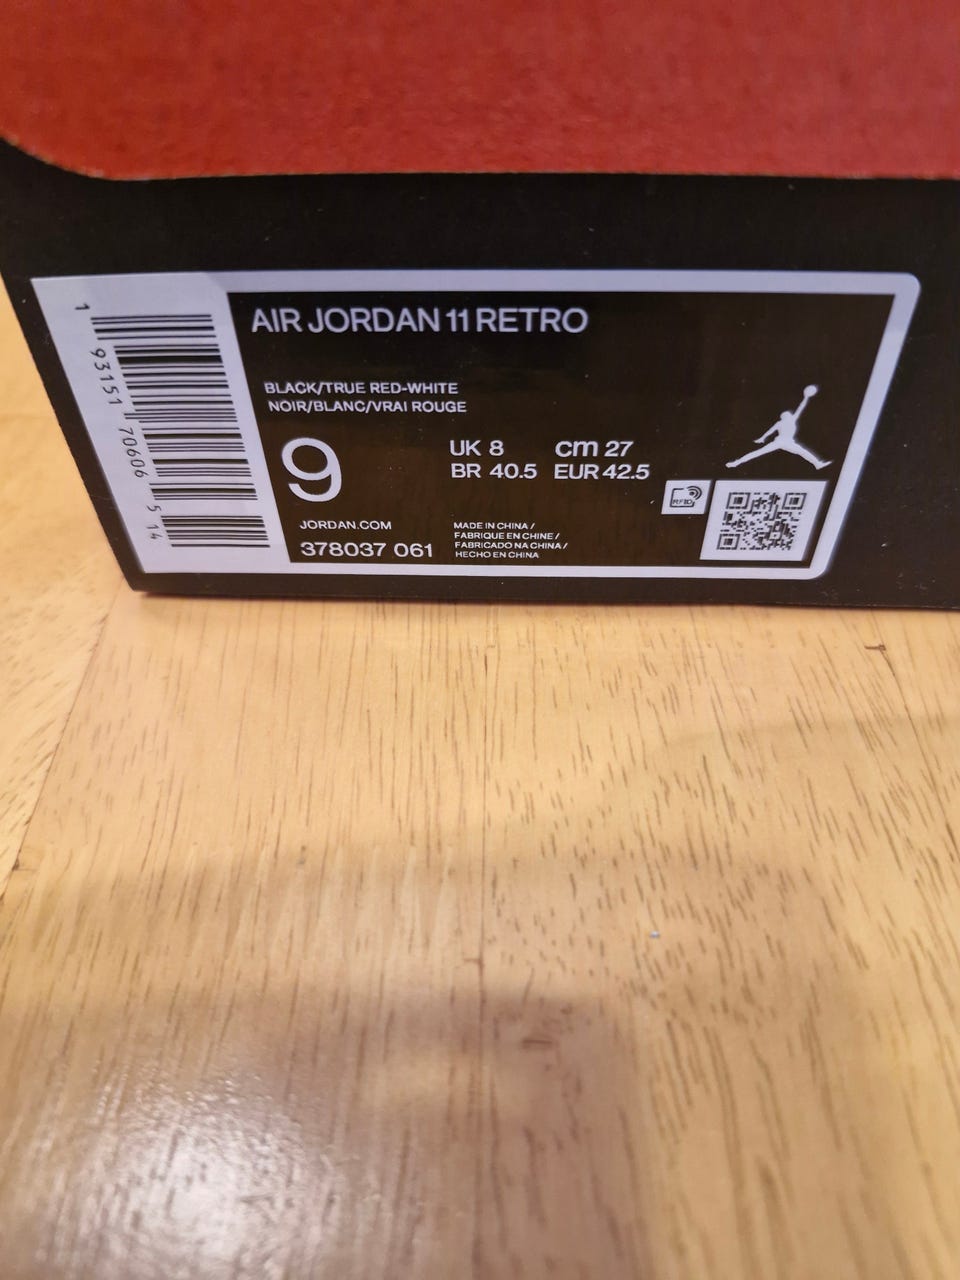 AIR JORDAN 11 RETRO
BLACK/TRUE RED-WHITE
NOIR/BLANC/VRAI ROUGE
9
UK 8 cm 27
BR 40.5 EUR 42.5
RFID
JORDAN.COM
378037 061
MADE IN CHINA /
FABRIQUE EN CHINE /
FABRICADO NA CHINA /
HECHO EN CHINA
1 93151 70606 5 14